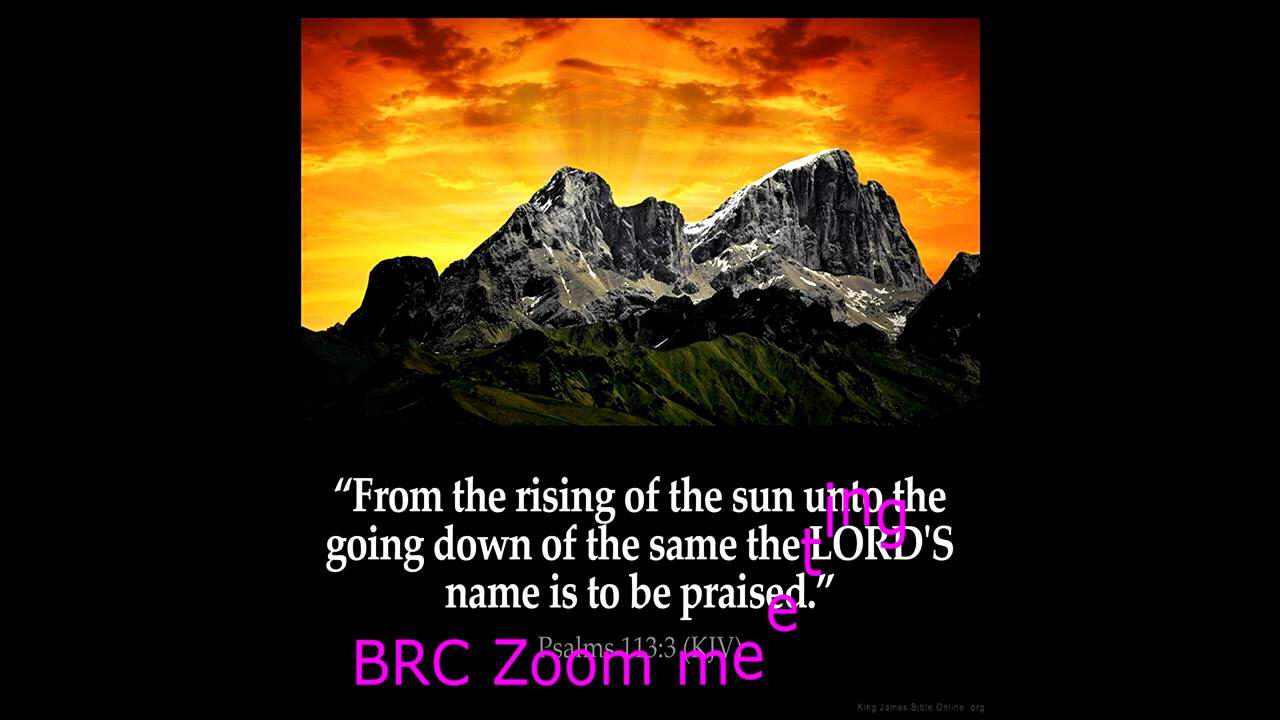 “From the rising of the sun unto the
going down of the same the LORD'S
name is to be praised.”
Psalms 113:3 (KJV)
BRC Zoom meeting
King James Bible Online .org